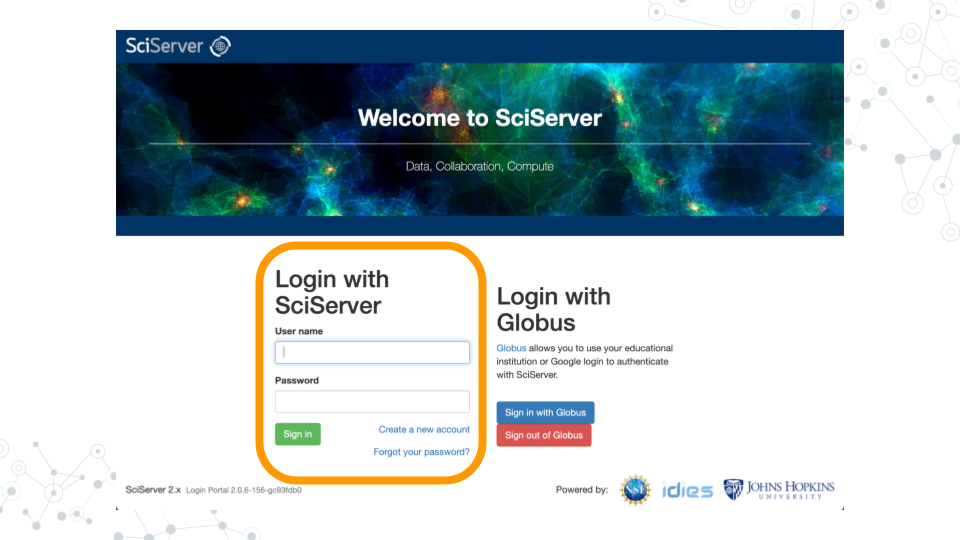 SciServer
Welcome to SciServer
Data, Collaboration, Compute
Login with
SciServer
User name
Password
Sign in
Create a new account
Forgot your password?
Login with
Globus
Globus allows you to use your educational
institution or Google login to authenticate
with SciServer.
Sign in with Globus
Sign out of Globus
SciServer 2.x Login Portal 2.0.6-156-gc93fdb0
Powered by:
NSF
idies
JOHNS HOPKINS
UNIVERSITY